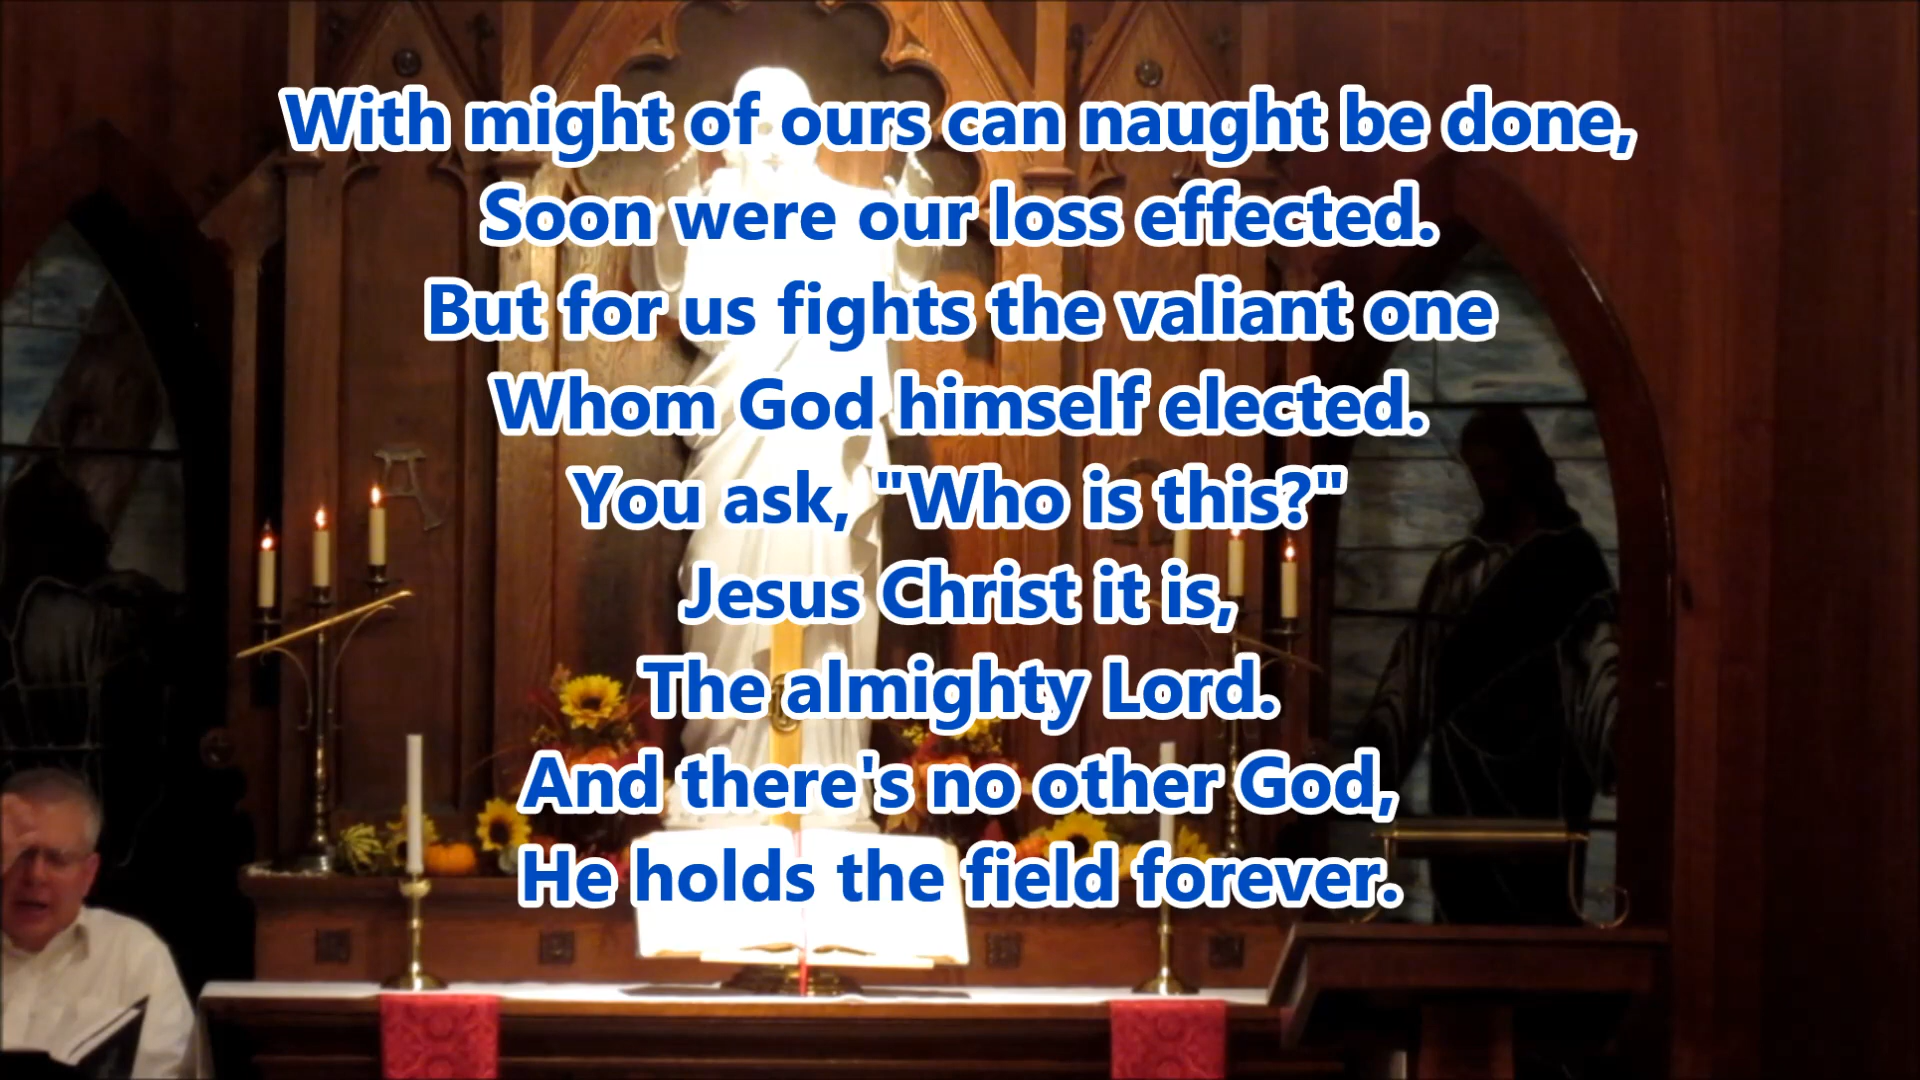 With might of ours can naught be done,
Soon were our loss effected.
But for us fights the valiant one
Whom God himself elected.
You ask, "Who is this?"
Jesus Christ it is,
The almighty Lord.
And there's no other God,
He holds the field forever.